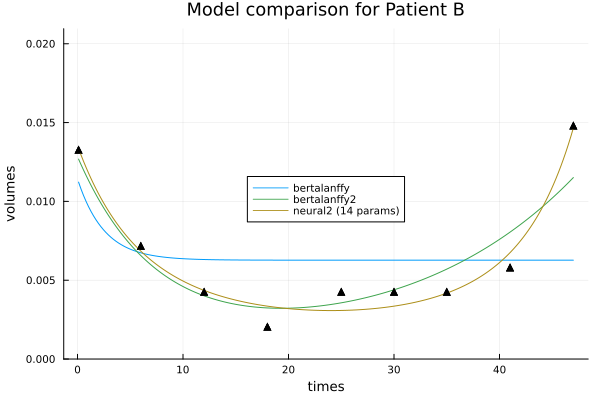 Model comparison for Patient B
volumes
0.020
0.015
0.010
0.005
0.000
bertalanffy
bertalanffy2
neural2 (14 params)
0
10
20
30
40
times